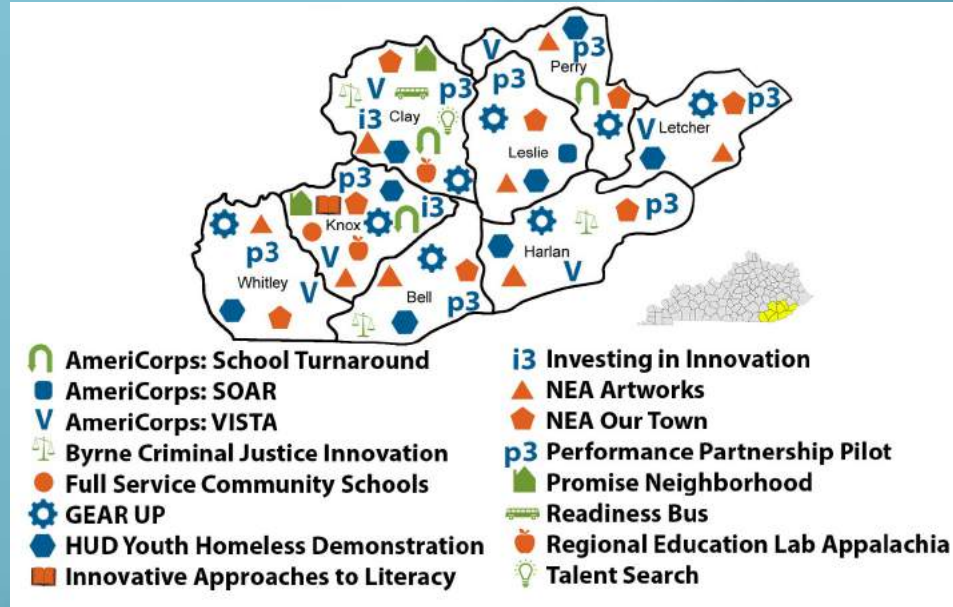 V
p3
Perry
V
p3
p3
i3
Clay
p3
V
Letcher
Leslie
p3
i3
Knox
V
p3
Harlan
V
p3
Whitley
V
Bell
p3
AmeriCorps: School Turnaround
AmeriCorps: SOAR
V AmeriCorps: VISTA
Byrne Criminal Justice Innovation
Full Service Community Schools
GEAR UP
HUD Youth Homeless Demonstration
Innovative Approaches to Literacy
i3 Investing in Innovation
NEA Artworks
NEA Our Town
p3 Performance Partnership Pilot
Promise Neighborhood
Readiness Bus
Regional Education Lab Appalachia
Talent Search